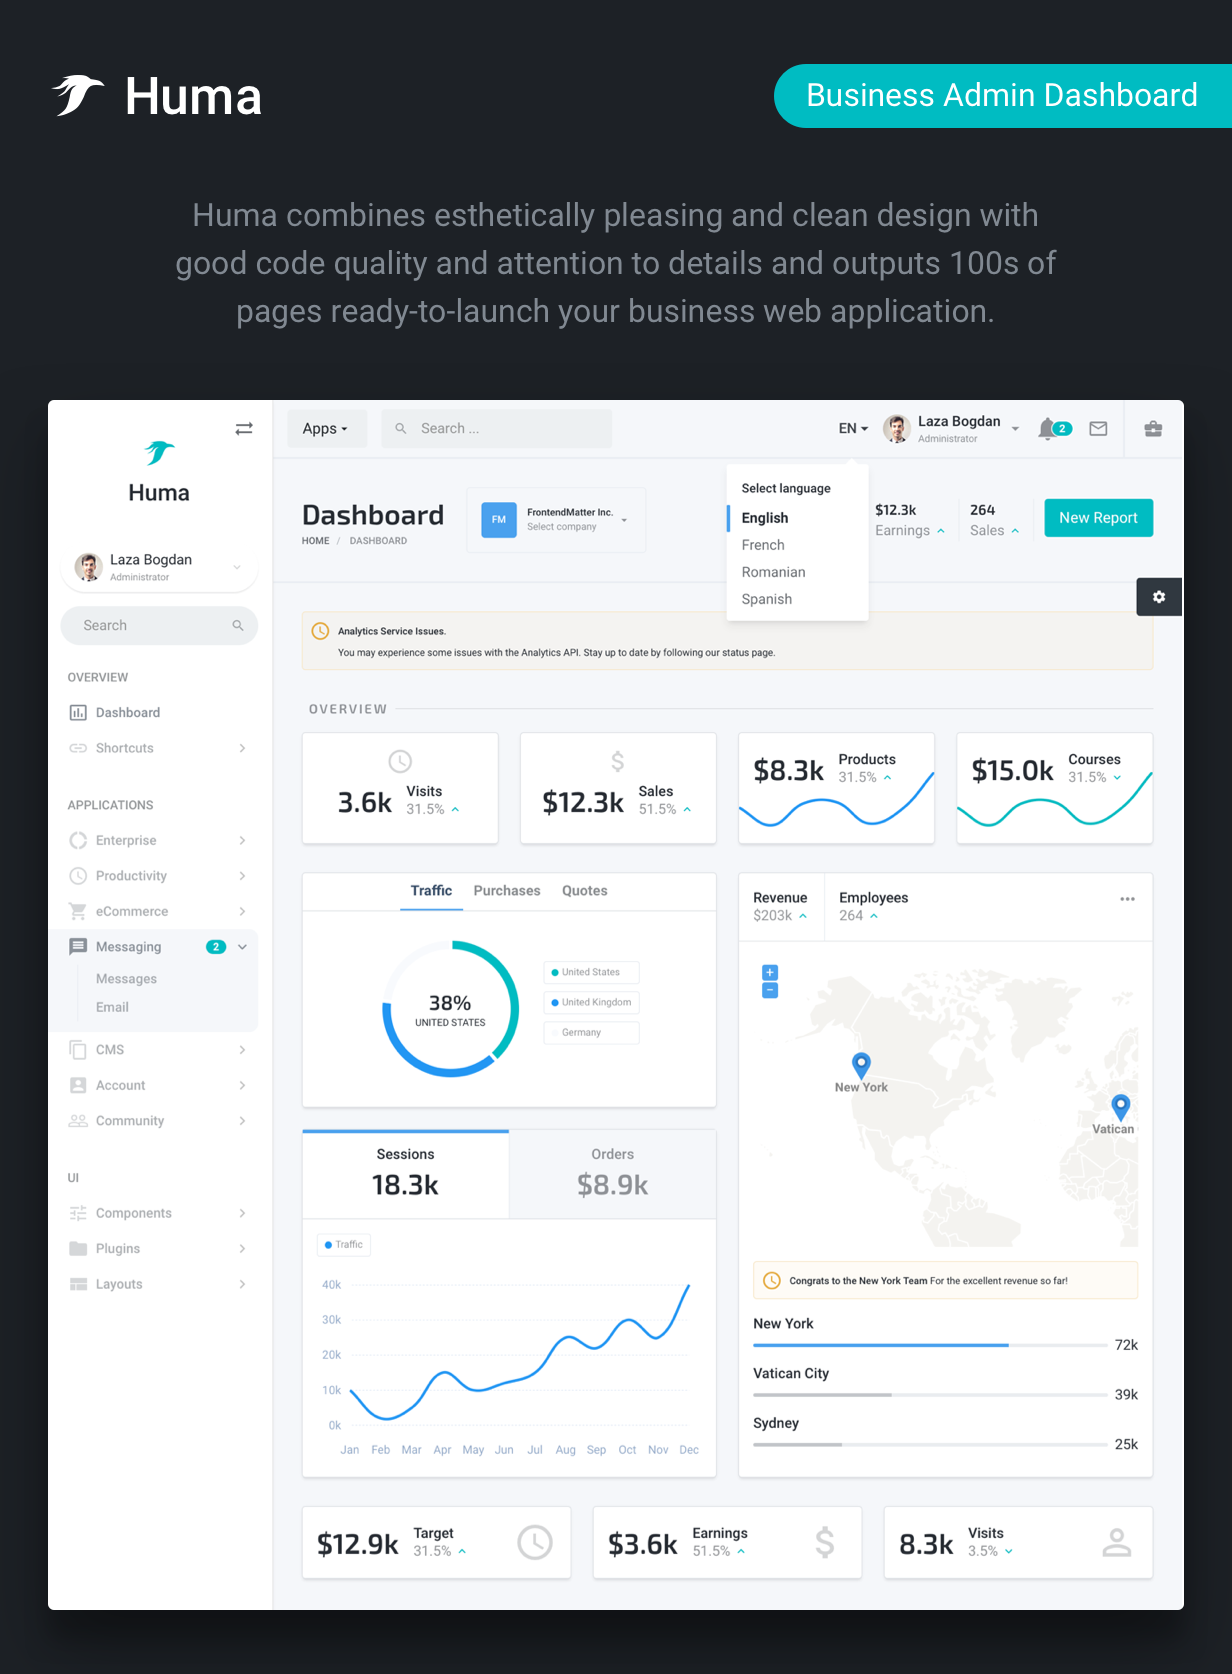 Huma
Business Admin Dashboard
Huma combines esthetically pleasing and clean design with
good code quality and attention to details and outputs 100s of
pages ready-to-launch your business web application.
Huma
Laza Bogdan
Administrator
Search
OVERVIEW
Dashboard
Shortcuts
APPLICATIONS
Enterprise
Productivity
eCommerce
Messaging 2
Messages
Email
CMS
Account
Community
UI
Components
Plugins
Layouts
Apps
Search ...
EN
Laza Bogdan
Administrator
2
Dashboard
HOME / DASHBOARD
FM
FrontendMatter Inc.
Select company
Select language
English
French
Romanian
Spanish
$12.3k
Earnings
264
Sales
New Report
Analytics Service Issues.
You may experience some issues with the Analytics API. Stay up to date by following our status page.
OVERVIEW
3.6k
Visits
31.5%
$
$12.3k
Sales
51.5%
$8.3k
Products
31.5%
$15.0k
Courses
31.5%
Traffic Purchases Quotes
38%
UNITED STATES
United States
United Kingdom
Germany
Sessions
18.3k
Orders
$8.9k
Traffic
40k
30k
20k
10k
0k
Jan Feb Mar Apr May Jun Jul Aug Sep Oct Nov Dec
Revenue
$203k
Employees
264
+
−
New York
Vatican
Congrats to the New York Team For the excellent revenue so far!
New York
72k
Vatican City
39k
Sydney
25k
$12.9k
Target
31.5%
$3.6k
Earnings
51.5%
$
8.3k
Visits
3.5%